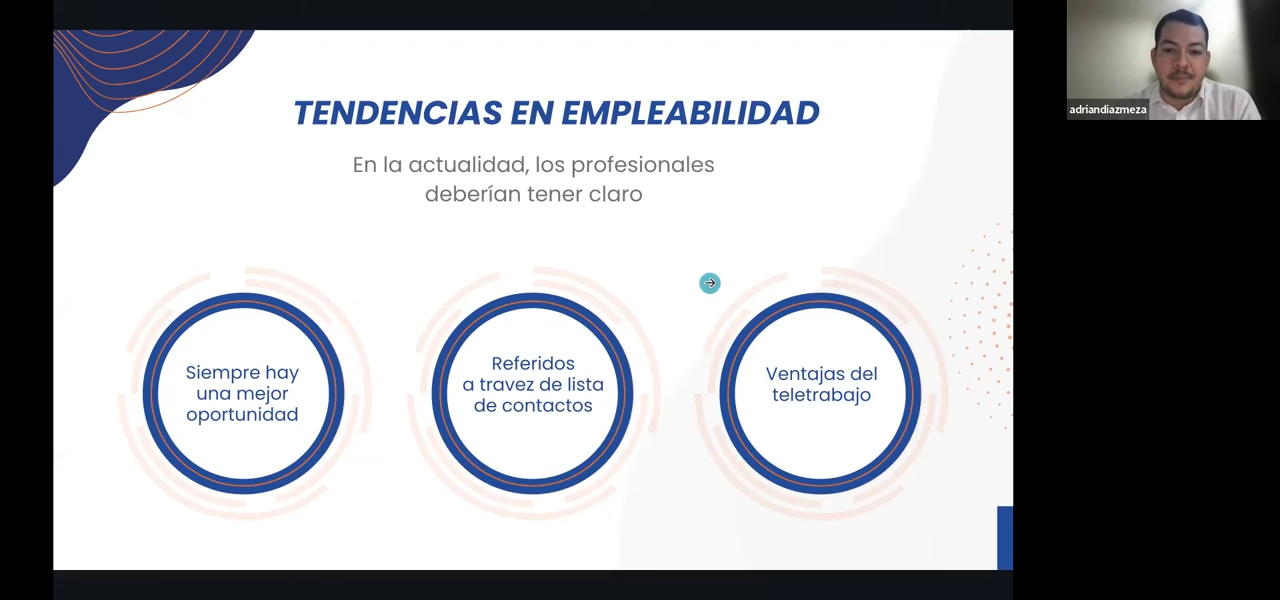 TENDENCIAS EN EMPLEABILIDAD
En la actualidad, los profesionales
deberían tener claro
Siempre hay
una mejor
oportunidad
Referidos
a travez de lista
de contactos
Ventajas del
teletrabajo
adriandiazmeza